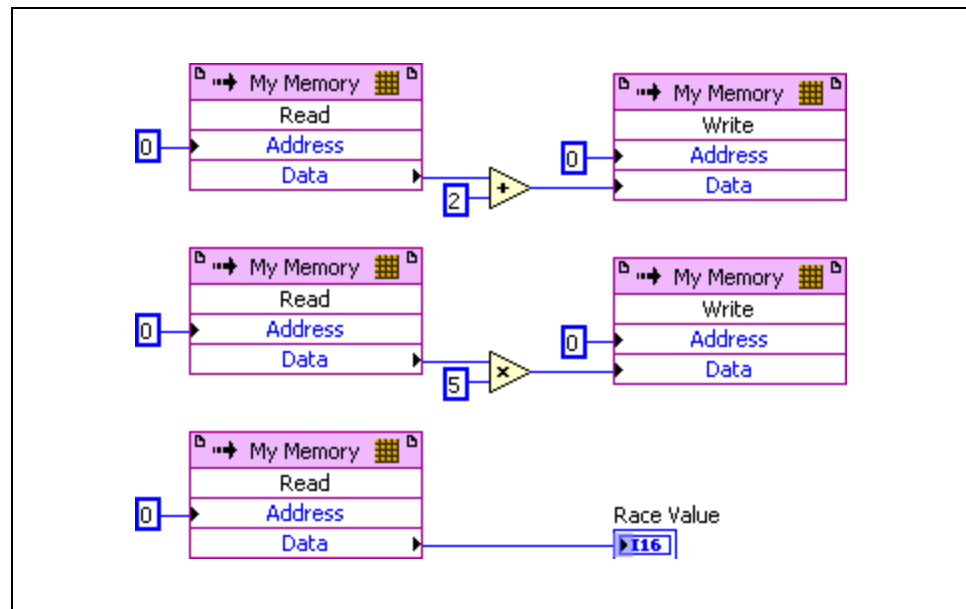 My Memory
Read
0 Address
Data
2 +
My Memory
Write
0 Address
Data
My Memory
Read
0 Address
Data
5 ×
My Memory
Write
0 Address
Data
My Memory
Read
0 Address
Data
Race Value
I16